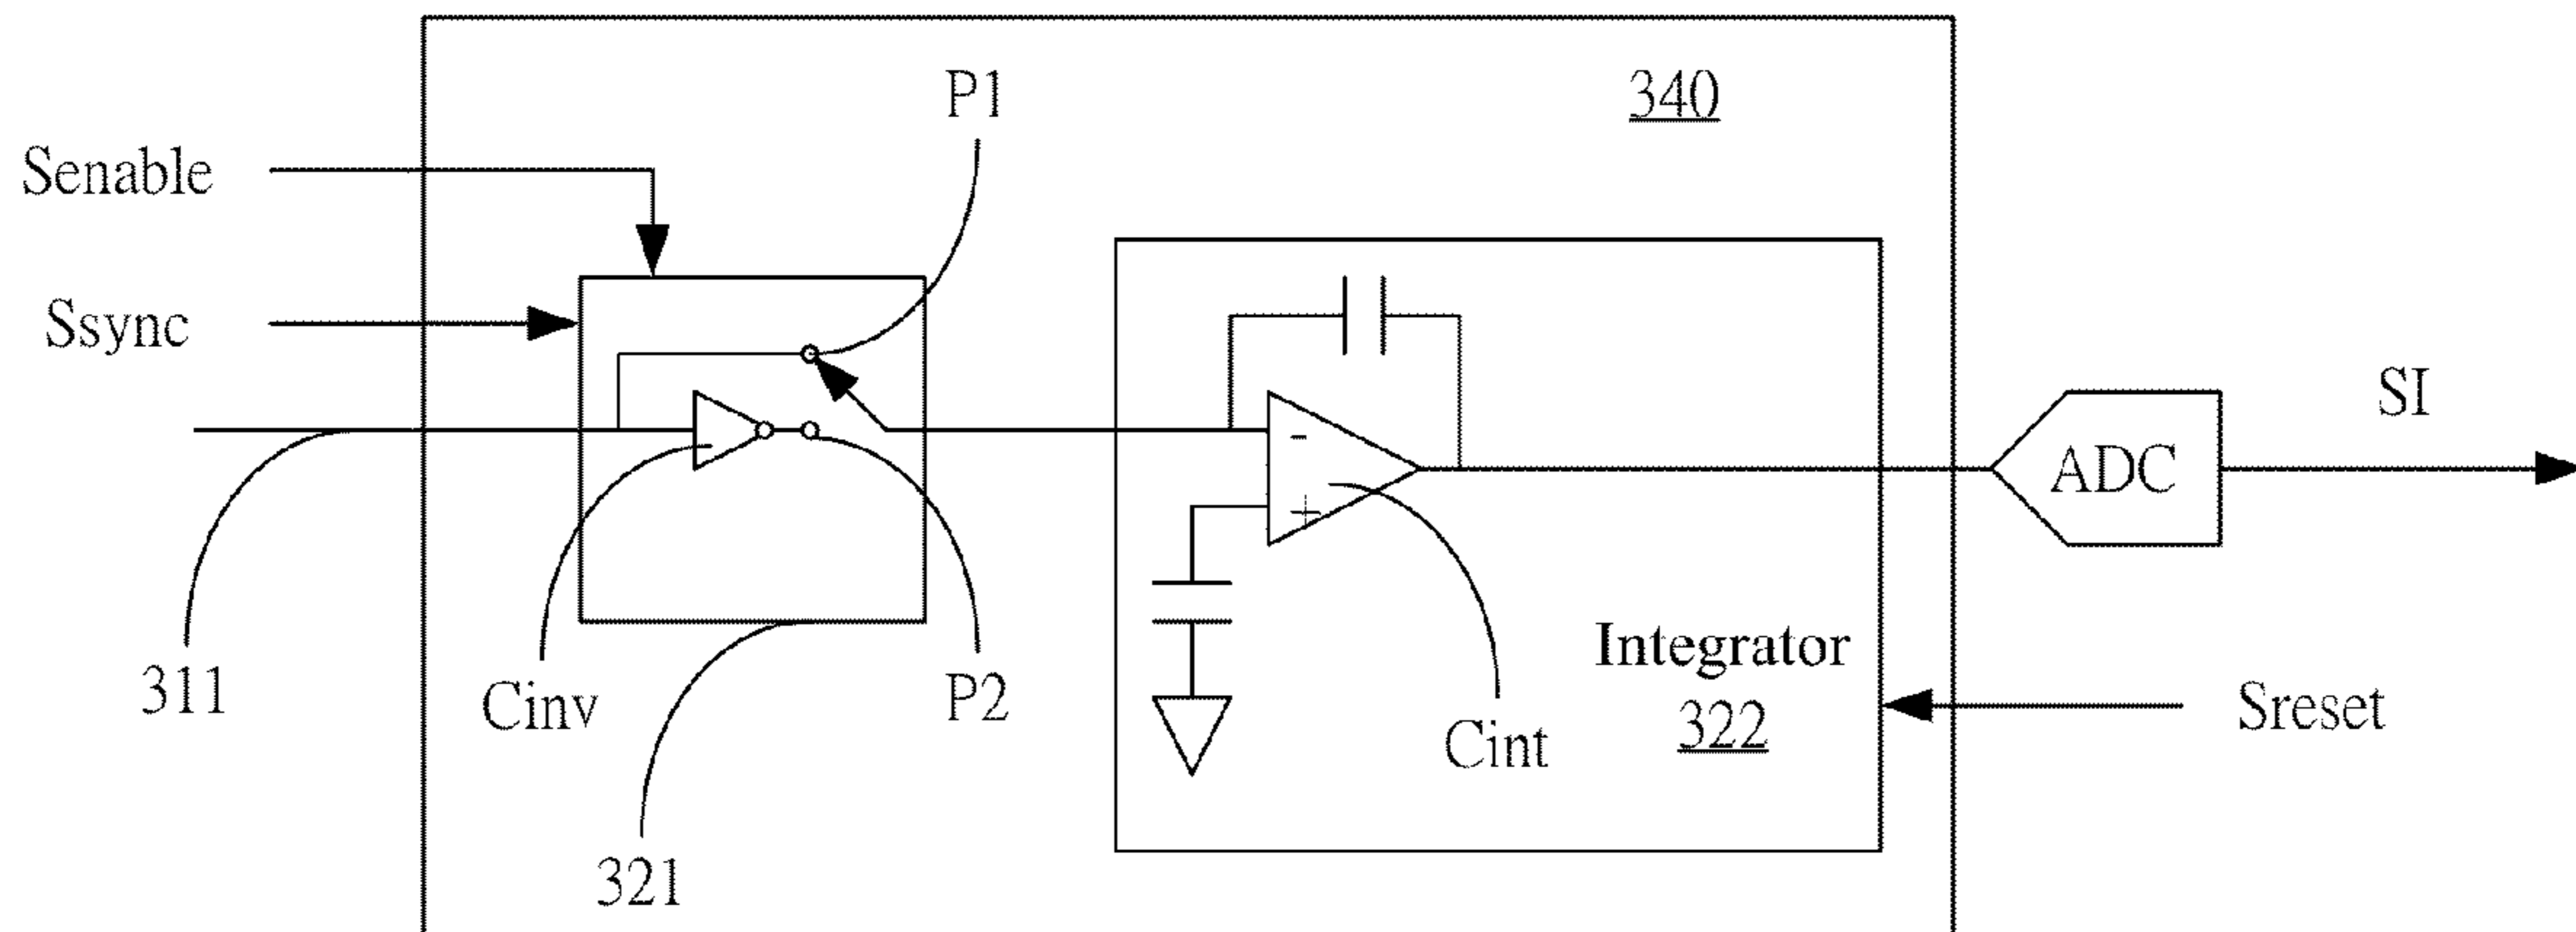 P1
340
Senable
Ssync
SI
-
ADC
+
311
Cinv
P2
Integrator
322
Cint
Sreset
321